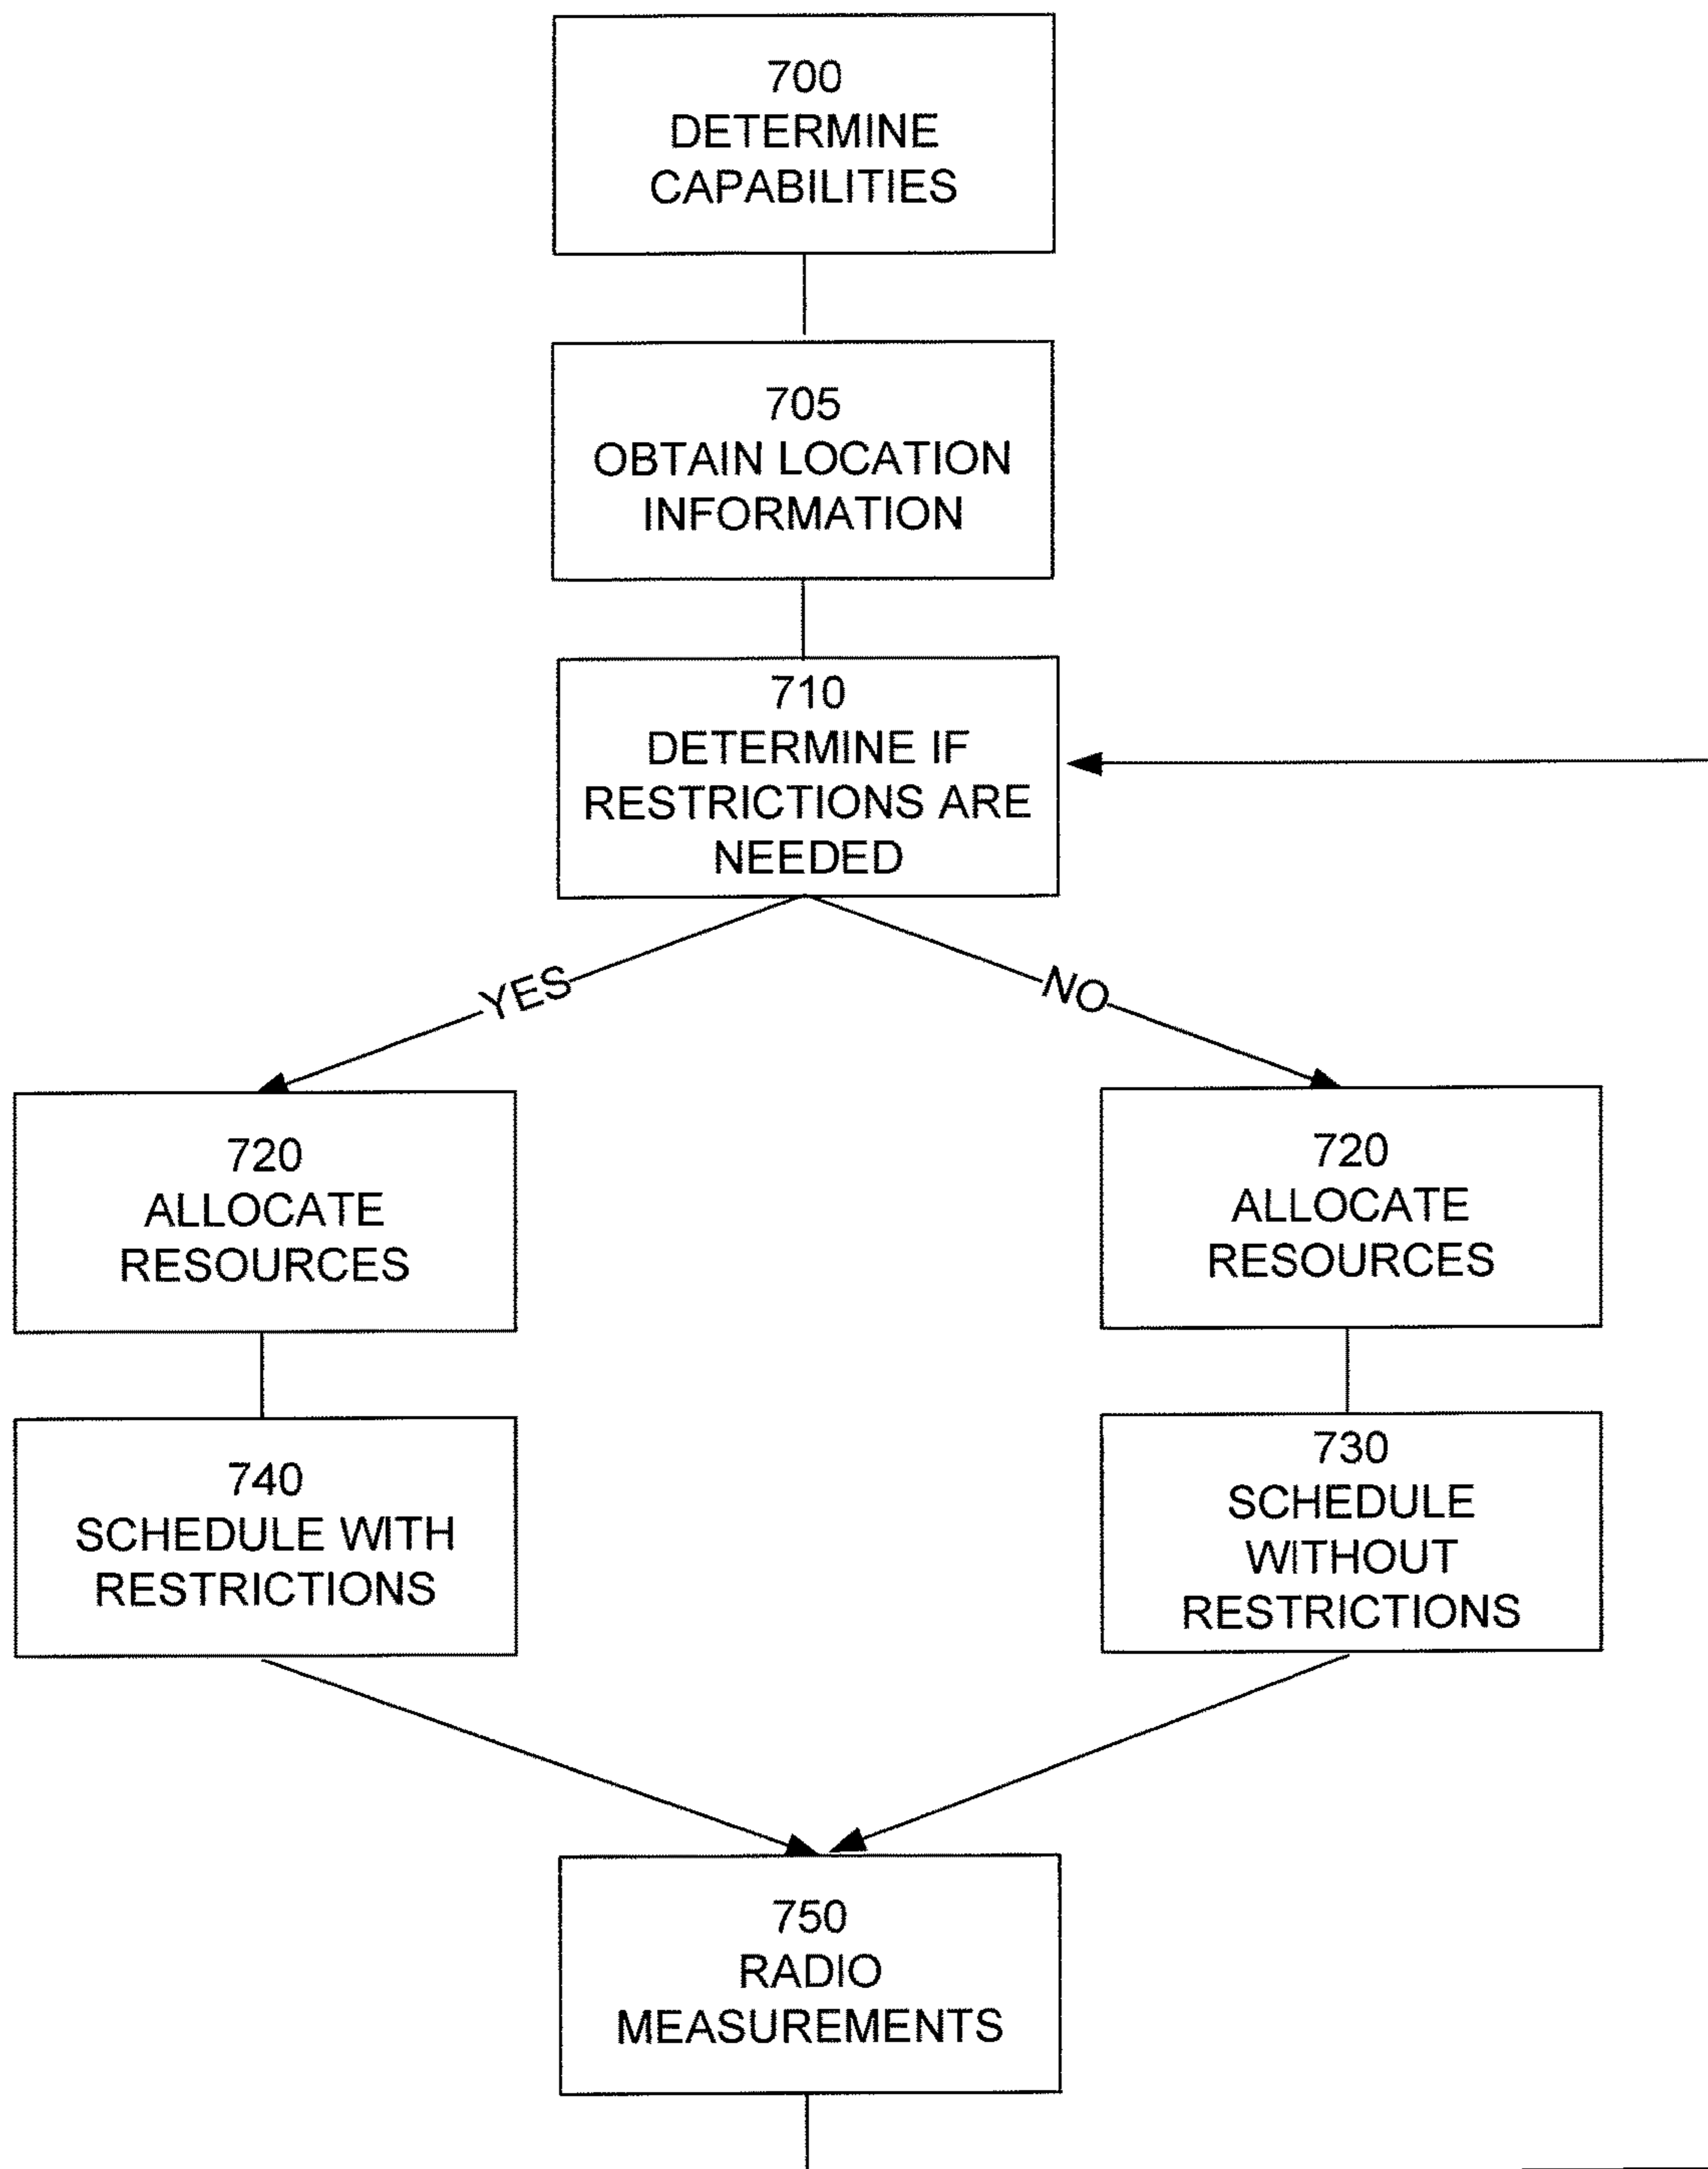 700
DETERMINE
CAPABILITIES
705
OBTAIN LOCATION
INFORMATION
710
DETERMINE IF
RESTRICTIONS ARE
NEEDED
YES
NO
720
ALLOCATE
RESOURCES
720
ALLOCATE
RESOURCES
740
SCHEDULE WITH
RESTRICTIONS
730
SCHEDULE
WITHOUT
RESTRICTIONS
750
RADIO
MEASUREMENTS